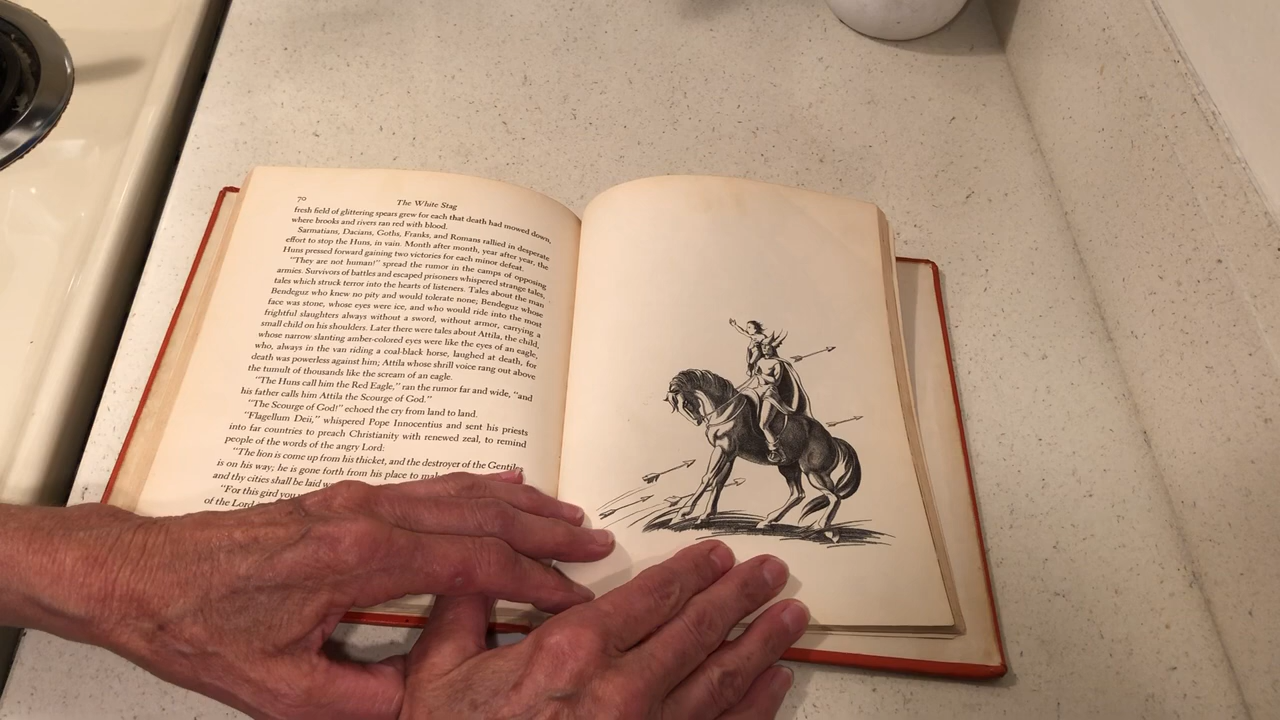 70
The White Stag
fresh field of glittering spears grew for each that death had mowed down,
where brooks and rivers ran red with blood.
Sarmatians, Dacians, Goths, Franks, and Romans rallied in desperate
effort to stop the Huns, in vain. Month after month, year after year, the
Huns pressed forward gaining two victories for each minor defeat.
"They are not human!" spread the rumor in the camps of opposing
armies. Survivors of battles and escaped prisoners whispered strange tales,
tales which struck terror into the hearts of listeners. Tales about the man
Bendeguz who knew no pity and would tolerate none; Bendeguz whose
face was stone, whose eyes were ice, and who would ride into the most
frightful slaughters always without a sword, without armor, carrying a
small child on his shoulders. Later there were tales about Attila, the child,
whose narrow slanting amber-colored eyes were like the eyes of an eagle,
who, always in the van riding a coal-black horse, laughed at death, for
death was powerless against him; Attila whose shrill voice rang out above
the tumult of thousands like the scream of an eagle.
"The Huns call him the Red Eagle," ran the rumor far and wide, "and
his father calls him Attila the Scourge of God."
"The Scourge of God!" echoed the cry from land to land.
"Flagellum Deii," whispered Pope Innocentius and sent his priests
into far countries to preach Christianity with renewed zeal, to remind
people of the words of the angry Lord:
"The lion is come up from his thicket, and the destroyer of the Gentiles
is on his way; he is gone forth from his place to
and thy cities shall be laid
"For this gird you
of the Lord